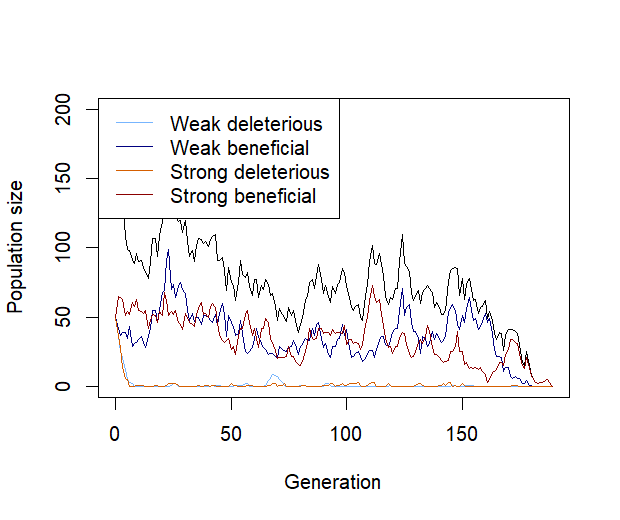 200
150
100
50
0
Population size
Weak deleterious
Weak beneficial
Strong deleterious
Strong beneficial
0 50 100 150
Generation